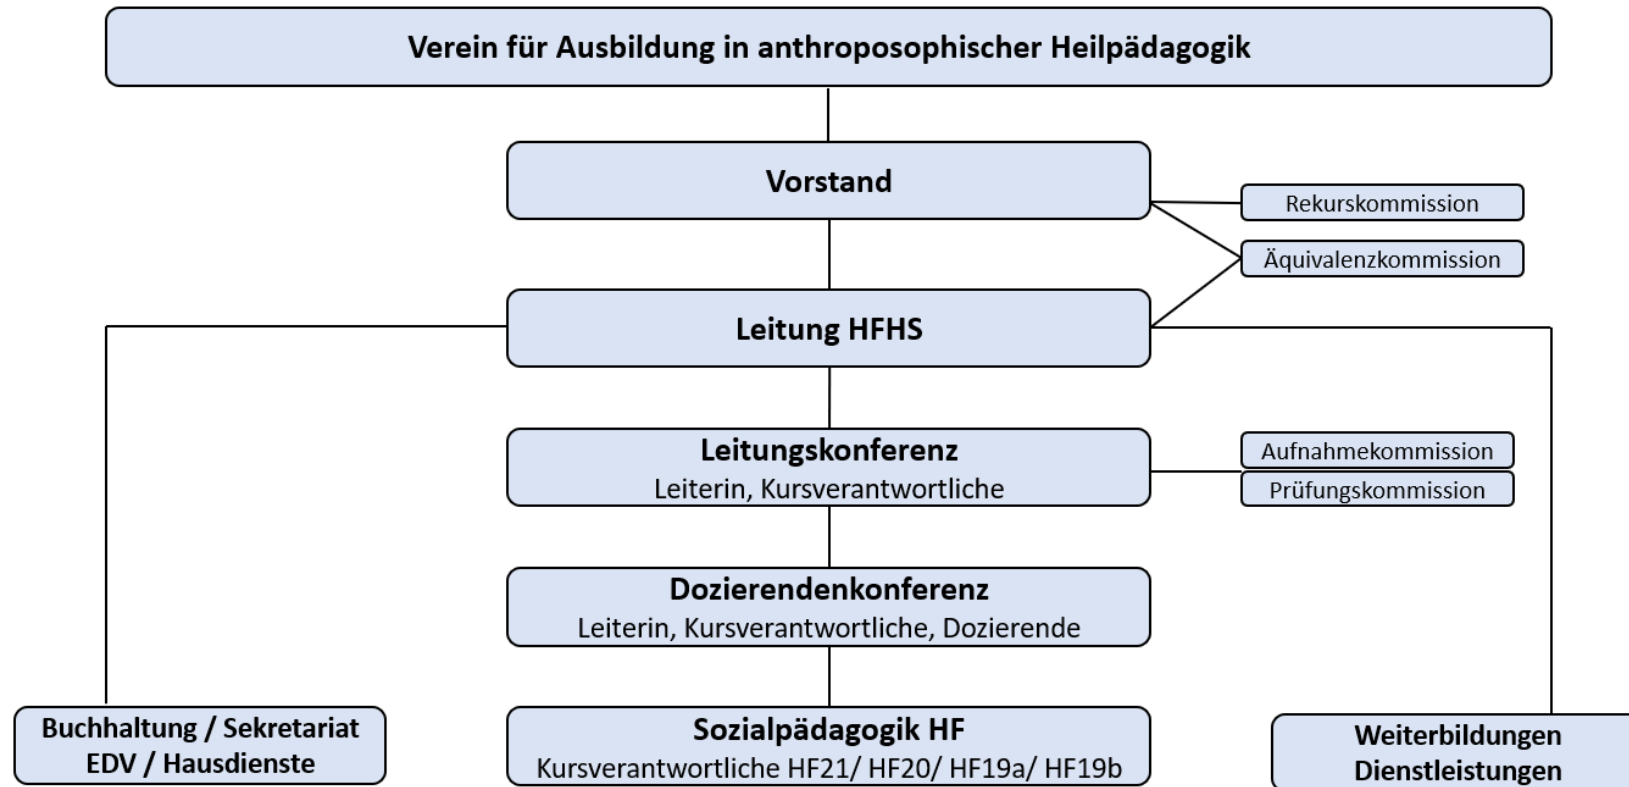 Verein für Ausbildung in anthroposophischer Heilpädagogik
Vorstand
Rekurskommission
Äquivalenzkommission
Leitung HFHS
Leitungskonferenz
Leiterin, Kursverantwortliche
Aufnahmekommission
Prüfungskommission
Dozierendenkonferenz
Leiterin, Kursverantwortliche, Dozierende
Buchhaltung / Sekretariat
EDV / Hausdienste
Sozialpädagogik HF
Kursverantwortliche HF21/ HF20/ HF19a/ HF19b
Weiterbildungen
Dienstleistungen